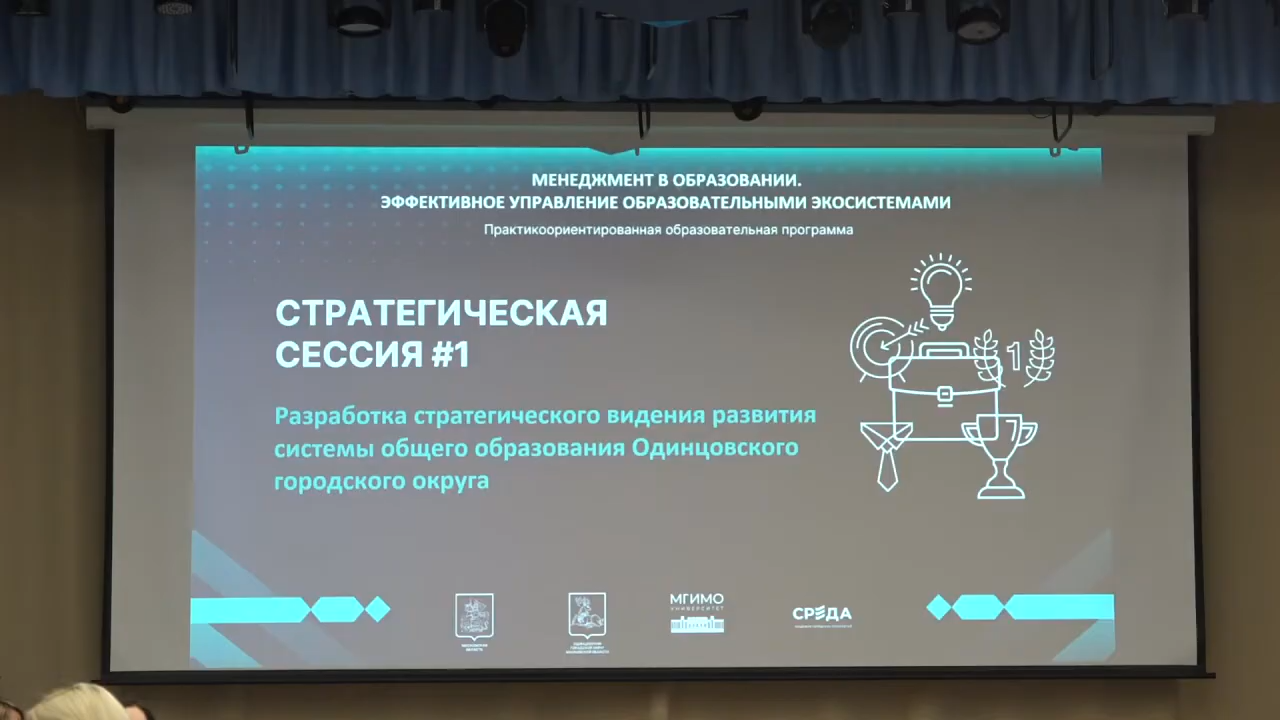 МЕНЕДЖМЕНТ В ОБРАЗОВАНИИ.
ЭФФЕКТИВНОЕ УПРАВЛЕНИЕ ОБРАЗОВАТЕЛЬНЫМИ ЭКОСИСТЕМАМИ
Практикоориентированная образовательная программа
СТРАТЕГИЧЕСКАЯ
СЕССИЯ #1
1
Разработка стратегического видения развития
системы общего образования Одинцовского
городского округа
МГИМО
УНИВЕРСИТЕТ
СРЕДА